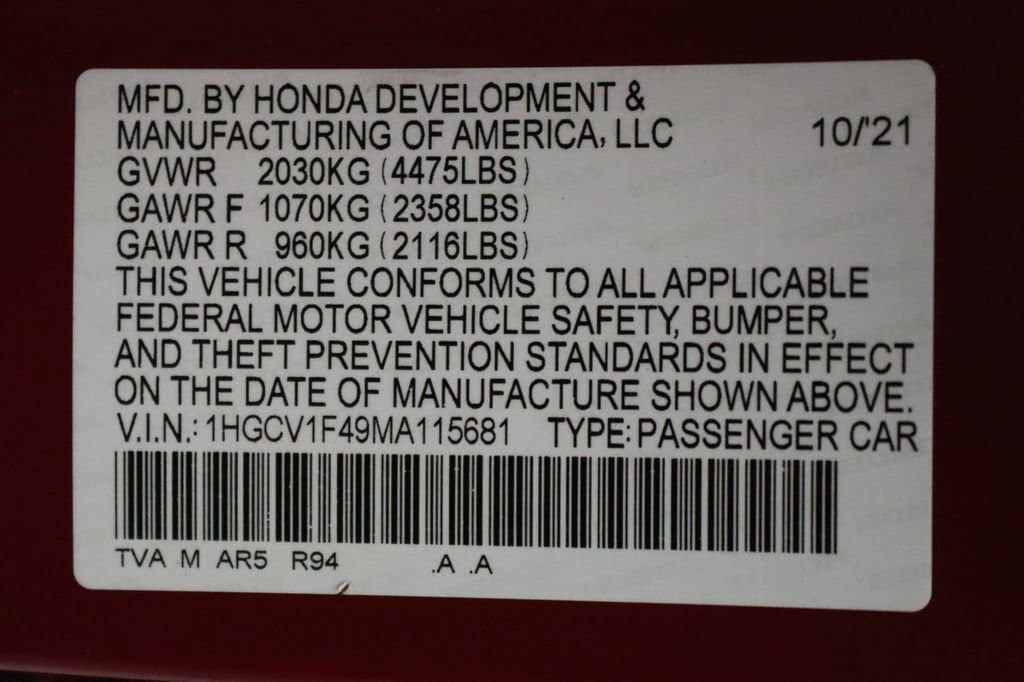 MFD. BY HONDA DEVELOPMENT &
MANUFACTURING OF AMERICA, LLC 10/'21
GVWR 2030KG (4475LBS)
GAWR F 1070KG (2358LBS)
GAWR R 960KG (2116LBS)
THIS VEHICLE CONFORMS TO ALL APPLICABLE
FEDERAL MOTOR VEHICLE SAFETY, BUMPER,
AND THEFT PREVENTION STANDARDS IN EFFECT
ON THE DATE OF MANUFACTURE SHOWN ABOVE.
V.I.N.: 1HGCV1F49MA115681 TYPE: PASSENGER CAR
TVA M AR5 R94 .A .A